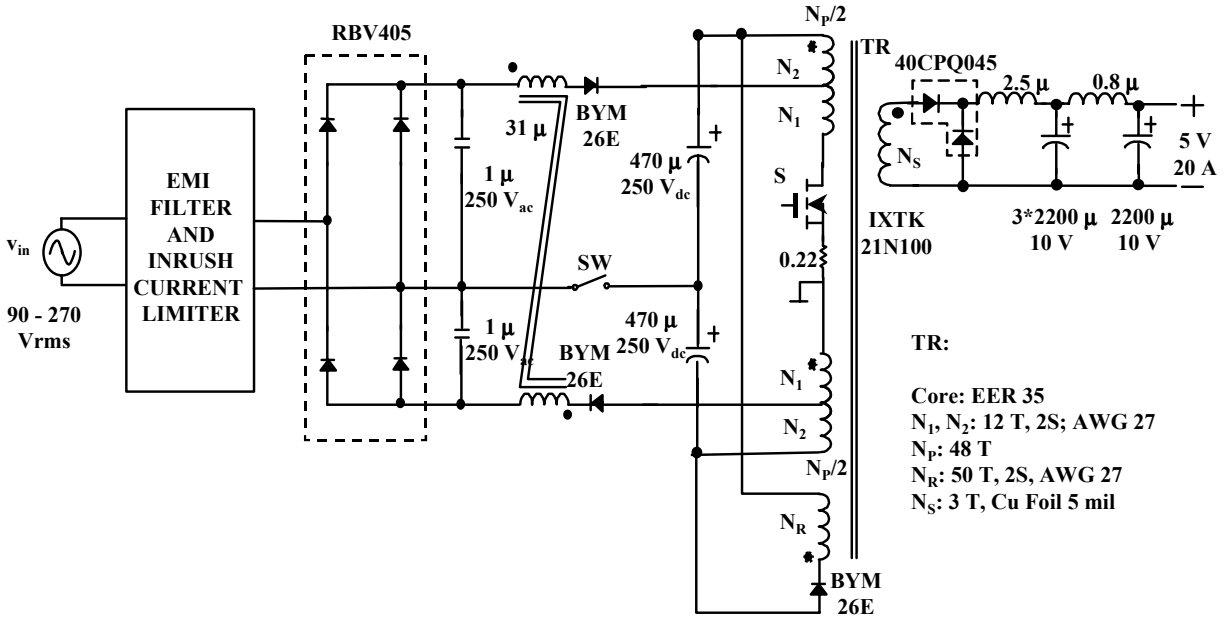 RBV405
EMI
FILTER
AND
INRUSH
CURRENT
LIMITER
v_in
90 - 270
Vrms
1 μ
250 V_ac
1 μ
250 V_ac
31 μ
BYM
26E
BYM
26E
SW
470 μ
250 V_dc
470 μ
250 V_dc
N_P/2
*
N_2
N_1
S
IXTK
21N100
0.22
*
N_1
N_2
N_P/2
N_R
*
BYM
26E
TR
40CPQ045
N_S
2.5 μ
0.8 μ
+
+
+
+
+
5 V
20 A
3*2200 μ
10 V
2200 μ
10 V
TR:
Core: EER 35
N_1, N_2: 12 T, 2S; AWG 27
N_P: 48 T
N_R: 50 T, 2S, AWG 27
N_S: 3 T, Cu Foil 5 mil